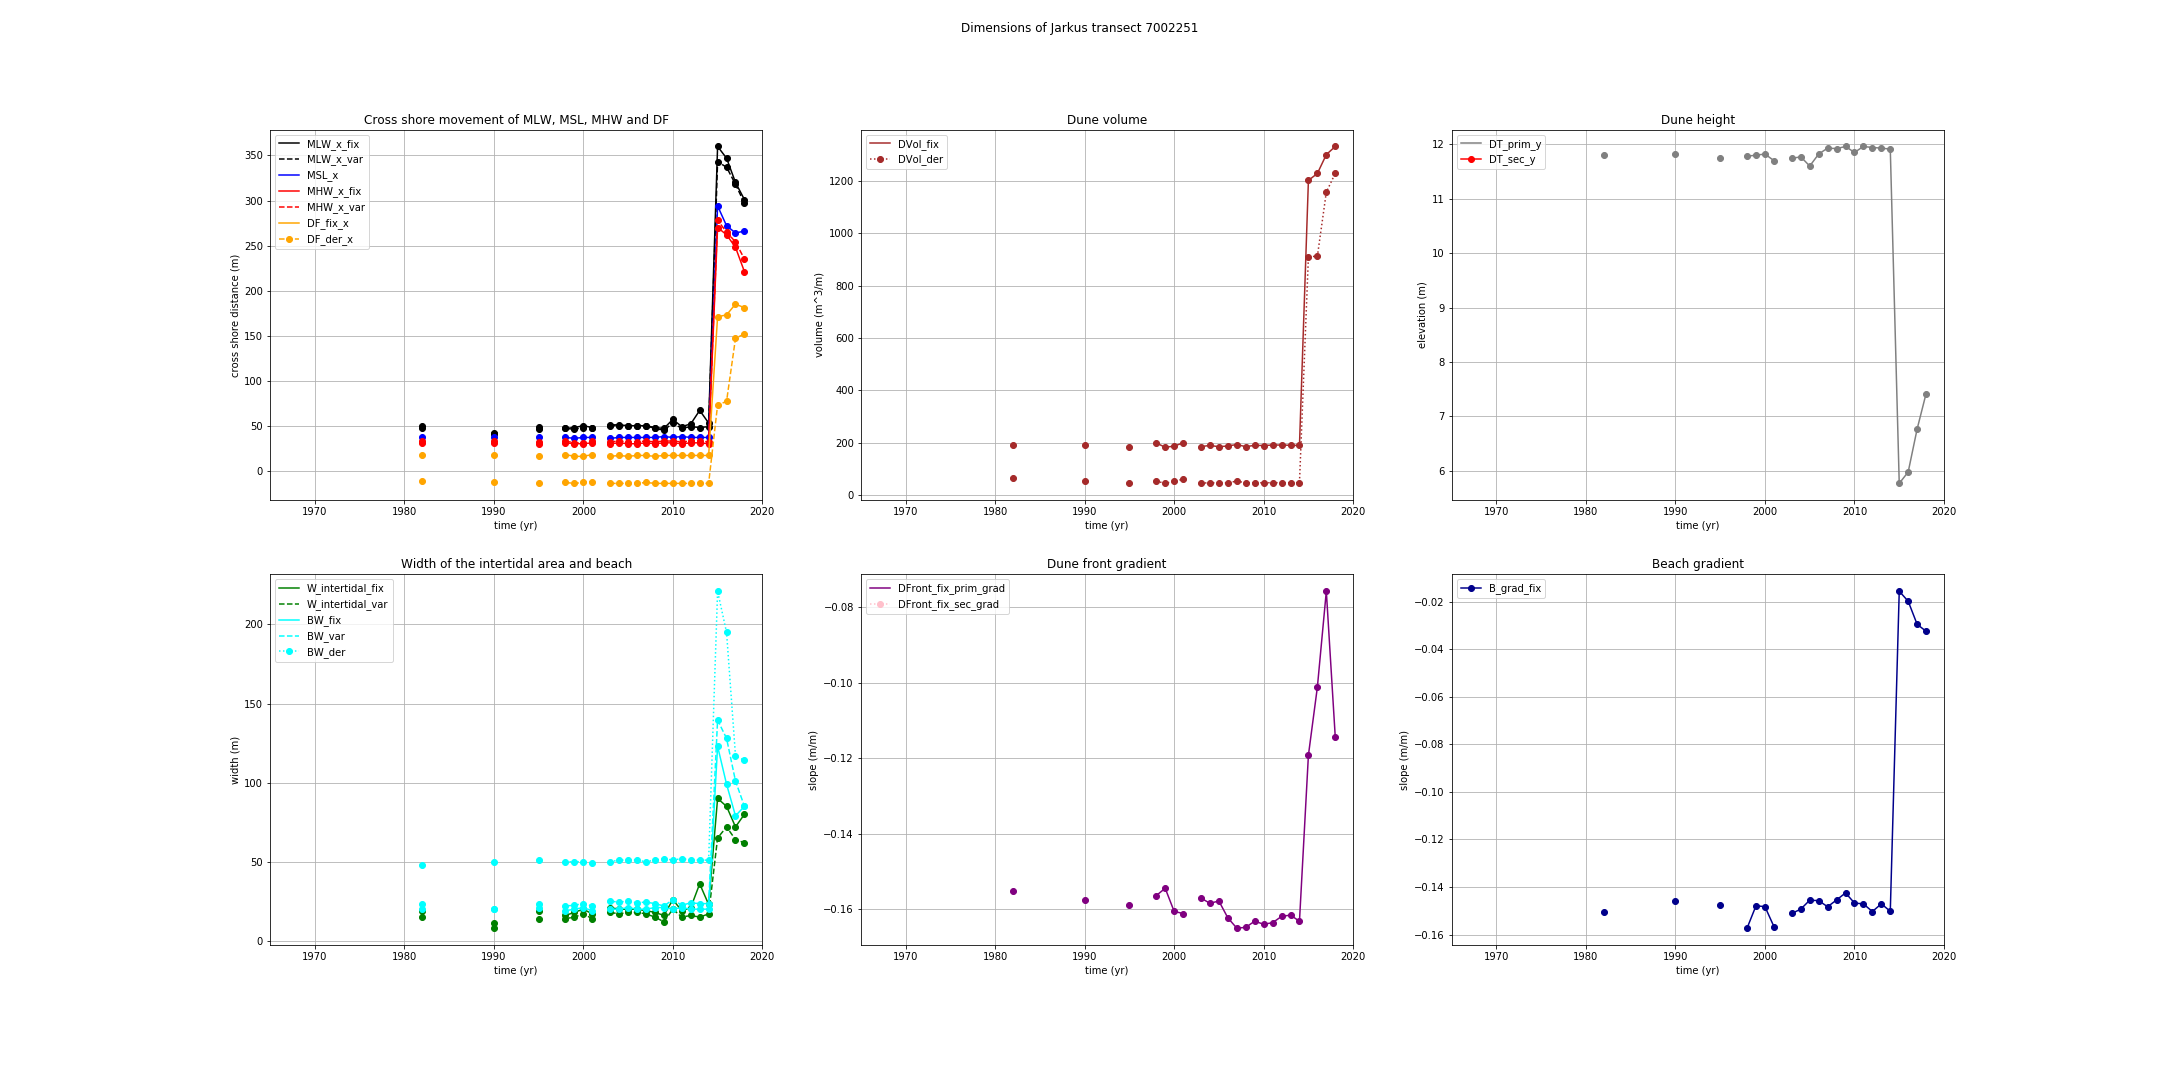 Dimensions of Jarkus transect 7002251
Cross shore movement of MLW, MSL, MHW and DF
MLW_x_fix
MLW_x_var
MSL_x
MHW_x_fix
MHW_x_var
DF_fix_x
DF_der_x
350
300
250
200
150
100
50
0
cross shore distance (m)
1970 1980 1990 2000 2010 2020
time (yr)
Dune volume
DVol_fix
DVol_der
1200
1000
800
600
400
200
0
volume (m^3/m)
1970 1980 1990 2000 2010 2020
time (yr)
Dune height
DT_prim_y
DT_sec_y
12
11
10
9
8
7
6
elevation (m)
1970 1980 1990 2000 2010 2020
time (yr)
Width of the intertidal area and beach
W_intertidal_fix
W_intertidal_var
BW_fix
BW_var
BW_der
200
150
100
50
0
width (m)
1970 1980 1990 2000 2010 2020
time (yr)
Dune front gradient
DFront_fix_prim_grad
DFront_fix_sec_grad
−0.08
−0.10
−0.12
−0.14
−0.16
slope (m/m)
1970 1980 1990 2000 2010 2020
time (yr)
Beach gradient
B_grad_fix
−0.02
−0.04
−0.06
−0.08
−0.10
−0.12
−0.14
−0.16
slope (m/m)
1970 1980 1990 2000 2010 2020
time (yr)